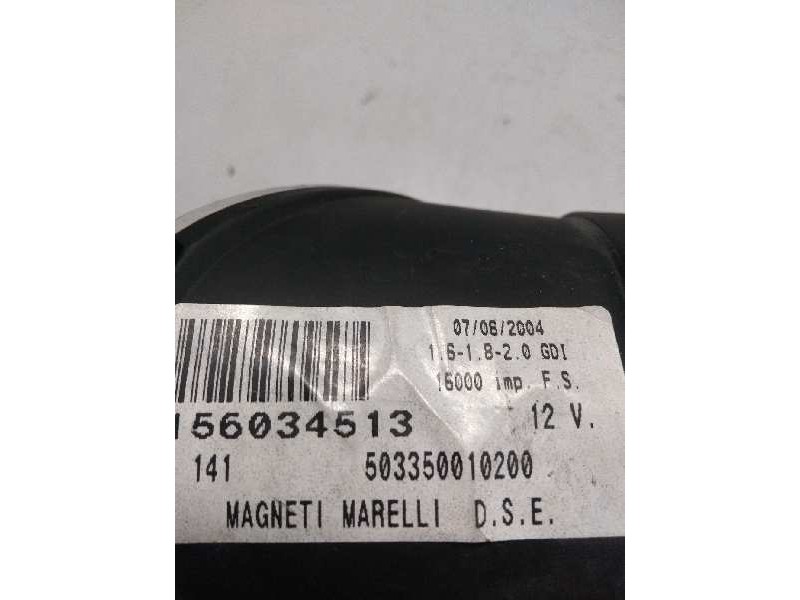 07/06/2004
1.6-1.8-2.0 GDI
16000 imp. F.S.
156034513
12 V.
141 503350010200
MAGNETI MARELLI D.S.E.